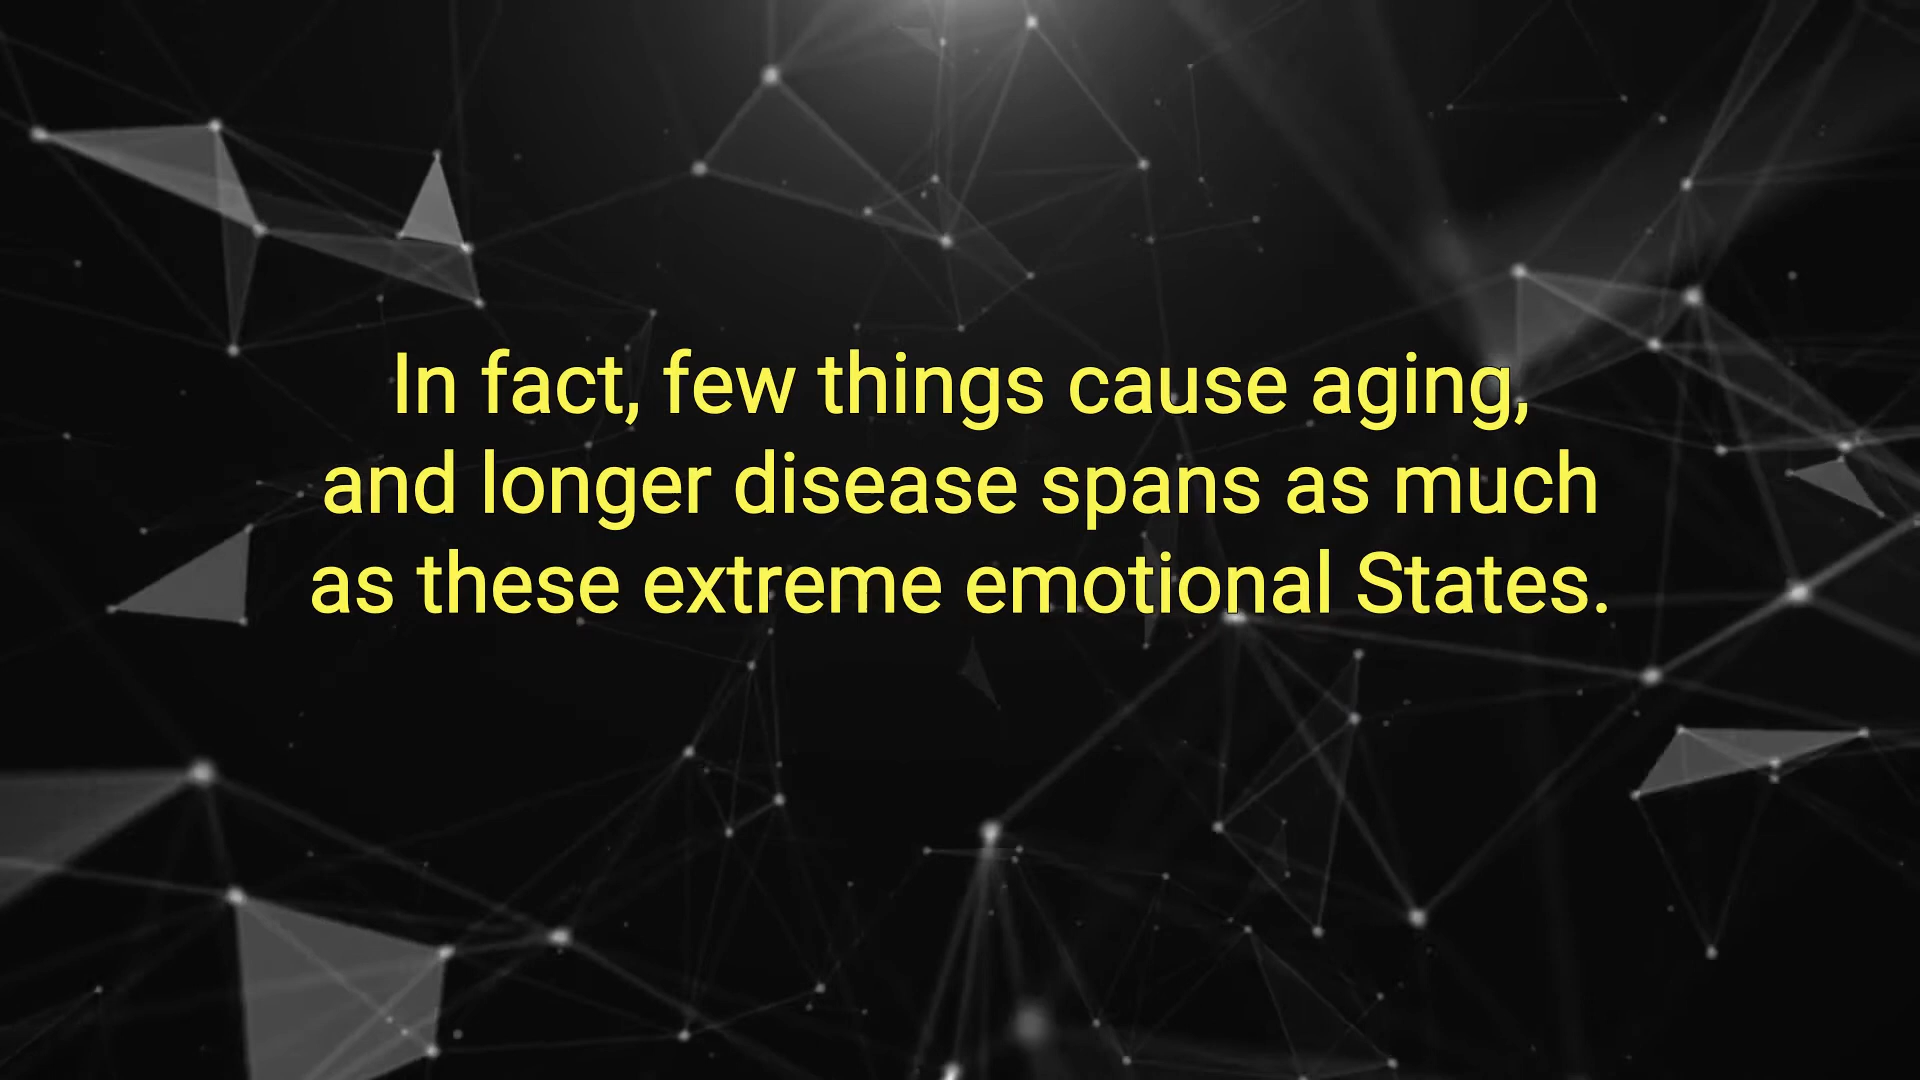 In fact, few things cause aging,
and longer disease spans as much
as these extreme emotional States.